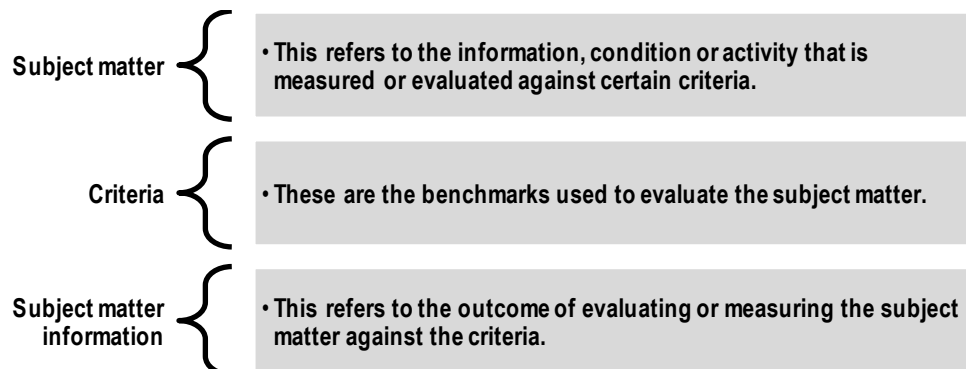 Subject matter
• This refers to the information, condition or activity that is
measured or evaluated against certain criteria.
Criteria
• These are the benchmarks used to evaluate the subject matter.
Subject matter
information
• This refers to the outcome of evaluating or measuring the subject
matter against the criteria.